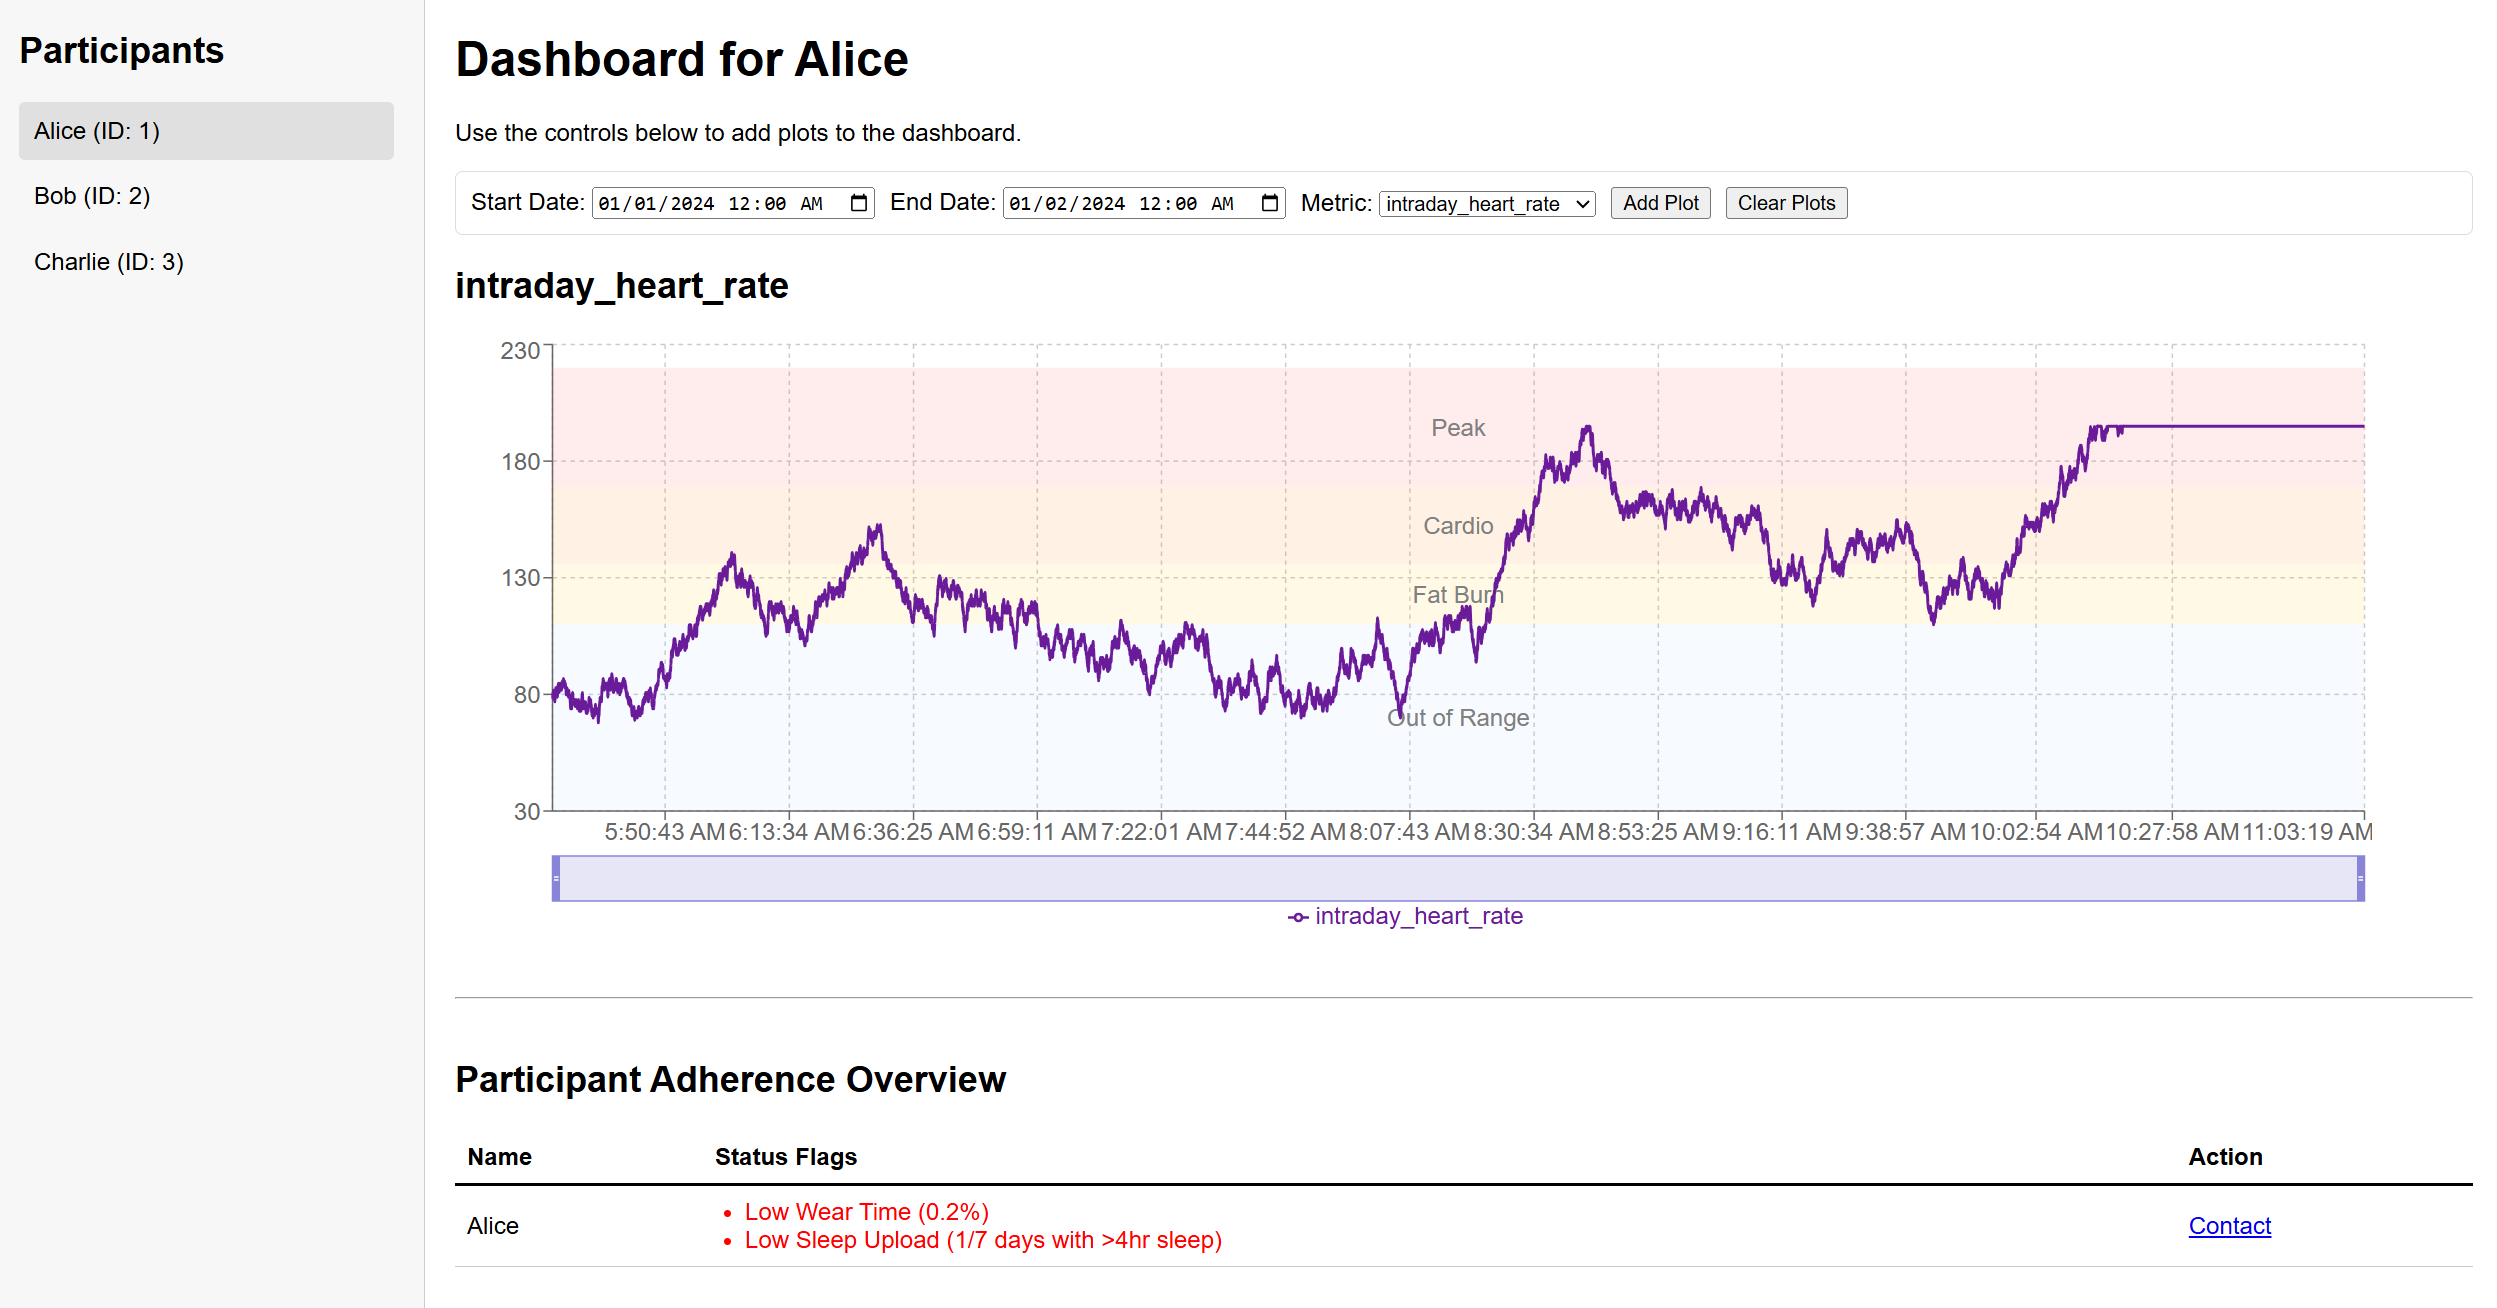 Participants
Alice (ID: 1)
Bob (ID: 2)
Charlie (ID: 3)
Dashboard for Alice
Use the controls below to add plots to the dashboard.
Start Date: 01/01/2024 12:00 AM End Date: 01/02/2024 12:00 AM Metric: intraday_heart_rate Add Plot Clear Plots
intraday_heart_rate
230
180
130
80
30
Peak
Cardio
Fat Burn
Out of Range
5:50:43 AM 6:13:34 AM 6:36:25 AM 6:59:11 AM 7:22:01 AM 7:44:52 AM 8:07:43 AM 8:30:34 AM 8:53:25 AM 9:16:11 AM 9:38:57 AM 10:02:54 AM 10:27:58 AM 11:03:19 AM
intraday_heart_rate
Participant Adherence Overview
Name Status Flags Action
Alice
• Low Wear Time (0.2%)
• Low Sleep Upload (1/7 days with >4hr sleep)
Contact